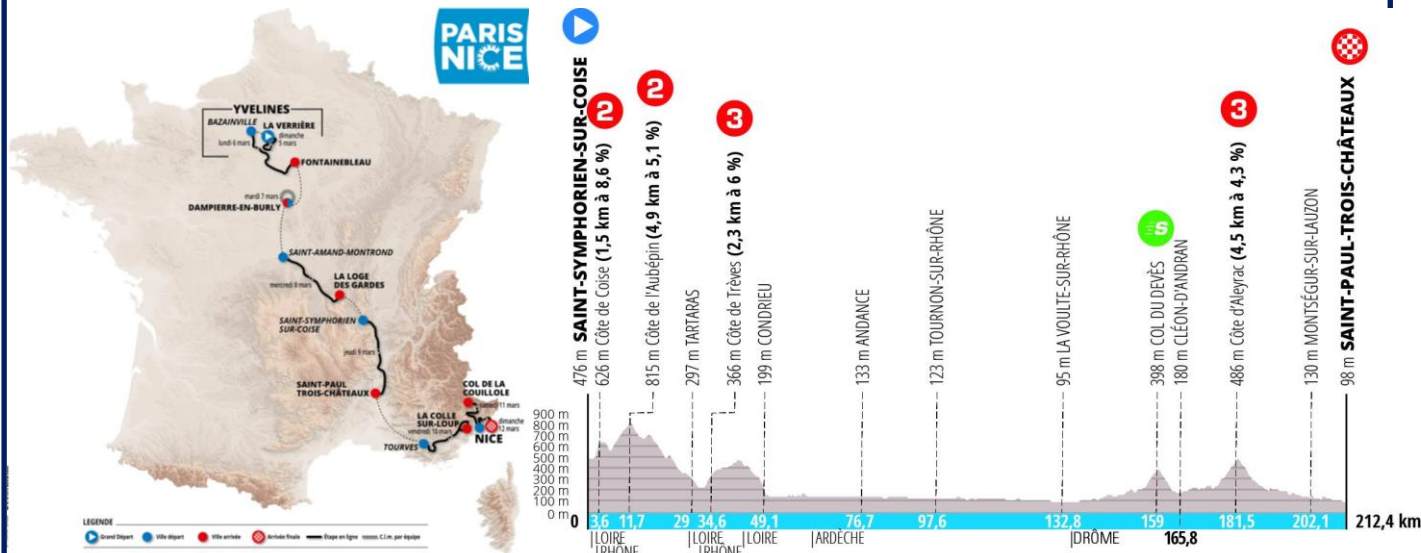 PARIS
NICE
YVELINES
BAZAINVILLE
LA VERRIÈRE
dimanche
5 mars
lundi 6 mars
FONTAINEBLEAU
mardi 7 mars
DAMPIERRE-EN-BURLY
SAINT-AMAND-MONTROND
mercredi 8 mars
LA LOGE
DES GARDES
SAINT-SYMPHORIEN
SUR-COISE
jeudi 9 mars
SAINT-PAUL
TROIS-CHÂTEAUX
COL DE LA
COUILLOLE
samedi 11 mars
LA COLLE
SUR-LOUP
vendredi 10 mars
dimanche
12 mars
NICE
TOURVES
LEGENDE
Grand Départ
Ville départ
Ville arrivée
Arrivée finale
Étape en ligne
C.l.m. par équipe
476 m SAINT-SYMPHORIEN-SUR-COISE
2
626 m Côte de Coise (1,5 km à 8,6 %)
2
815 m Côte de l'Aubépin (4,9 km à 5,1 %)
297 m TARTARAS
3
366 m Côte de Trèves (2,3 km à 6 %)
199 m CONDRIEU
133 m ANDANCE
123 m TOURNON-SUR-RHÔNE
95 m LA VOULTE-SUR-RHÔNE
S
398 m COL DU DEVÈS
180 m CLÉON-D'ANDRAN
3
486 m Côte d'Aleyrac (4,5 km à 4,3 %)
130 m MONTSÉGUR-SUR-LAUZON
98 m SAINT-PAUL-TROIS-CHÂTEAUX
900 m
800 m
700 m
600 m
500 m
400 m
300 m
200 m
100 m
0 m
0 3,6 11,7 29 34,6 49,1 76,7 97,6 132,8 159 181,5 202,1 212,4 km
LOIRE LOIRE LOIRE ARDÈCHE DRÔME 165,8
RHÔNE RHÔNE